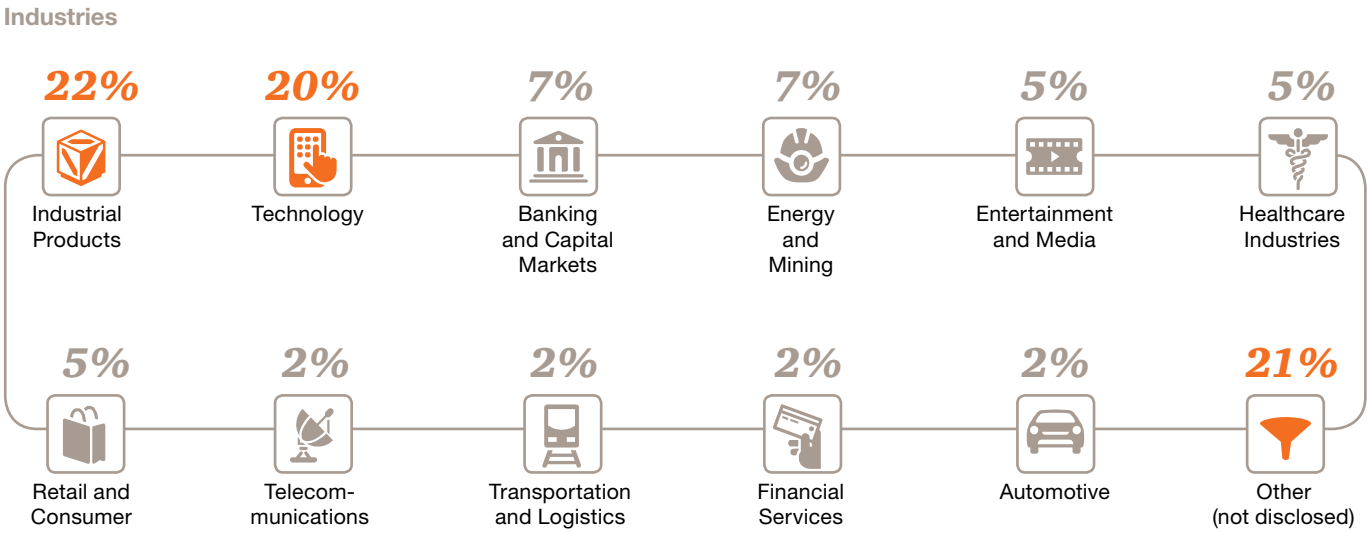 Industries
22%
20%
7%
7%
5%
5%
Industrial
Products
Technology
Banking
and Capital
Markets
Energy
and
Mining
Entertainment
and Media
Healthcare
Industries
5%
2%
2%
2%
2%
21%
Retail and
Consumer
Telecom-
munications
Transportation
and Logistics
Financial
Services
Automotive
Other
(not disclosed)